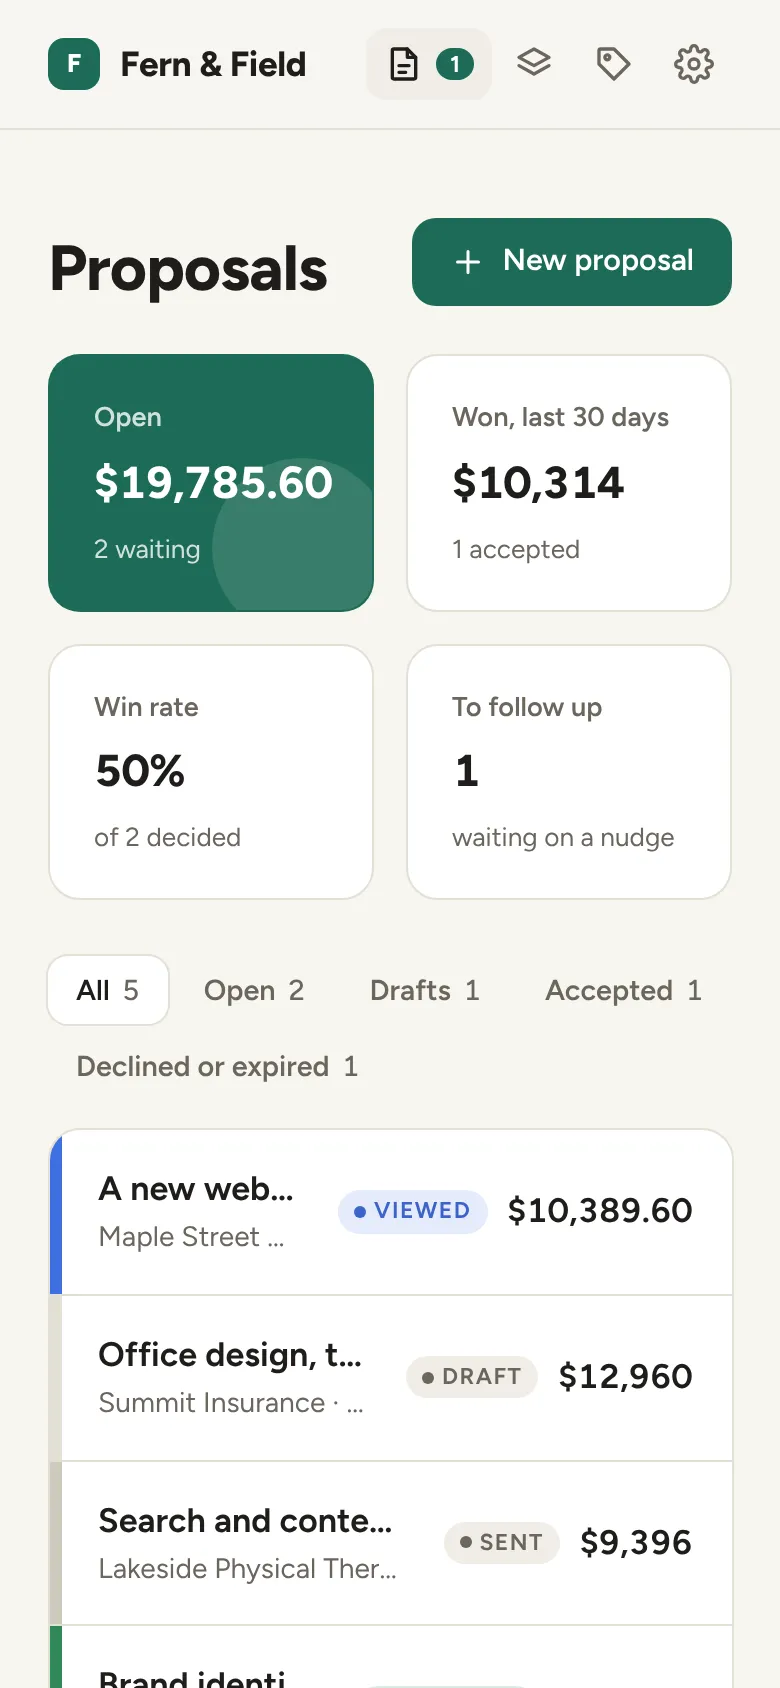 F Fern & Field 1
Proposals
+ New proposal
Open
$19,785.60
2 waiting
Won, last 30 days
$10,314
1 accepted
Win rate
50%
of 2 decided
To follow up
1
waiting on a nudge
All 5 Open 2 Drafts 1 Accepted 1
Declined or expired 1
A new web...
Maple Street ...
VIEWED $10,389.60
Office design, t...
Summit Insurance · ...
DRAFT $12,960
Search and conte...
Lakeside Physical Ther...
SENT $9,396
Brand identi...